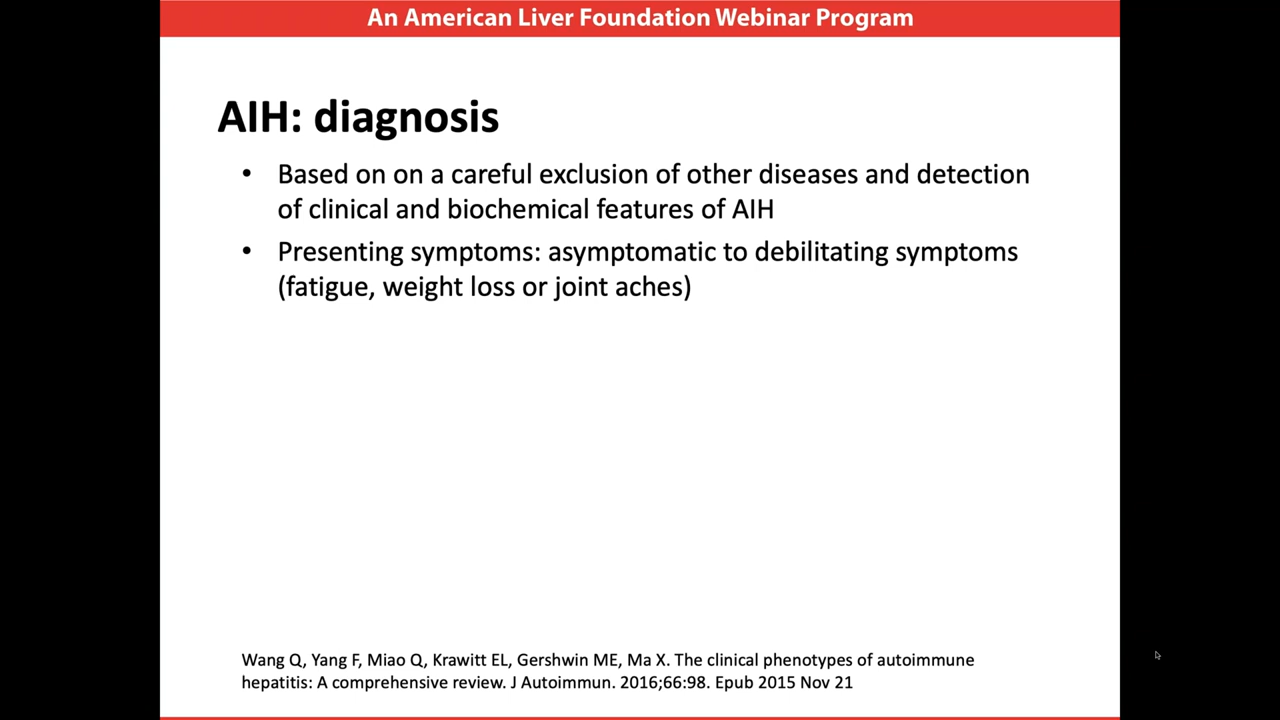 An American Liver Foundation Webinar Program
AIH: diagnosis
• Based on on a careful exclusion of other diseases and detection
of clinical and biochemical features of AIH
• Presenting symptoms: asymptomatic to debilitating symptoms
(fatigue, weight loss or joint aches)
Wang Q, Yang F, Miao Q, Krawitt EL, Gershwin ME, Ma X. The clinical phenotypes of autoimmune
hepatitis: A comprehensive review. J Autoimmun. 2016;66:98. Epub 2015 Nov 21